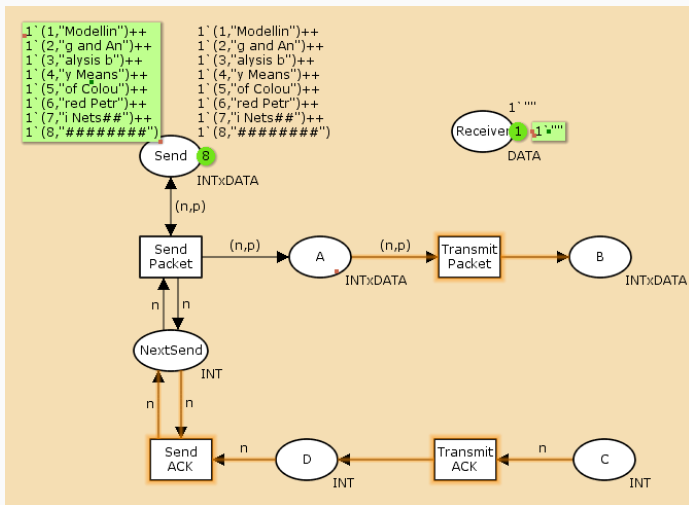 1`(1,"Modellin")++
1`(2,"g and An")++
1`(3,"alysis b")++
1`(4,"y Means")++
1`(5,"of Colou")++
1`(6,"red Petr")++
1`(7,"i Nets##")++
1`(8,"########")
1`(1,"Modellin")++
1`(2,"g and An")++
1`(3,"alysis b")++
1`(4,"y Means")++
1`(5,"of Colou")++
1`(6,"red Petr")++
1`(7,"i Nets##")++
1`(8,"########")
1`""
Receiver
1
1`""
DATA
Send
8
INTxDATA
(n,p)
Send
Packet
(n,p)
A
INTxDATA
(n,p)
Transmit
Packet
B
INTxDATA
n
n
NextSend
INT
n
n
Send
ACK
n
D
INT
Transmit
ACK
n
C
INT